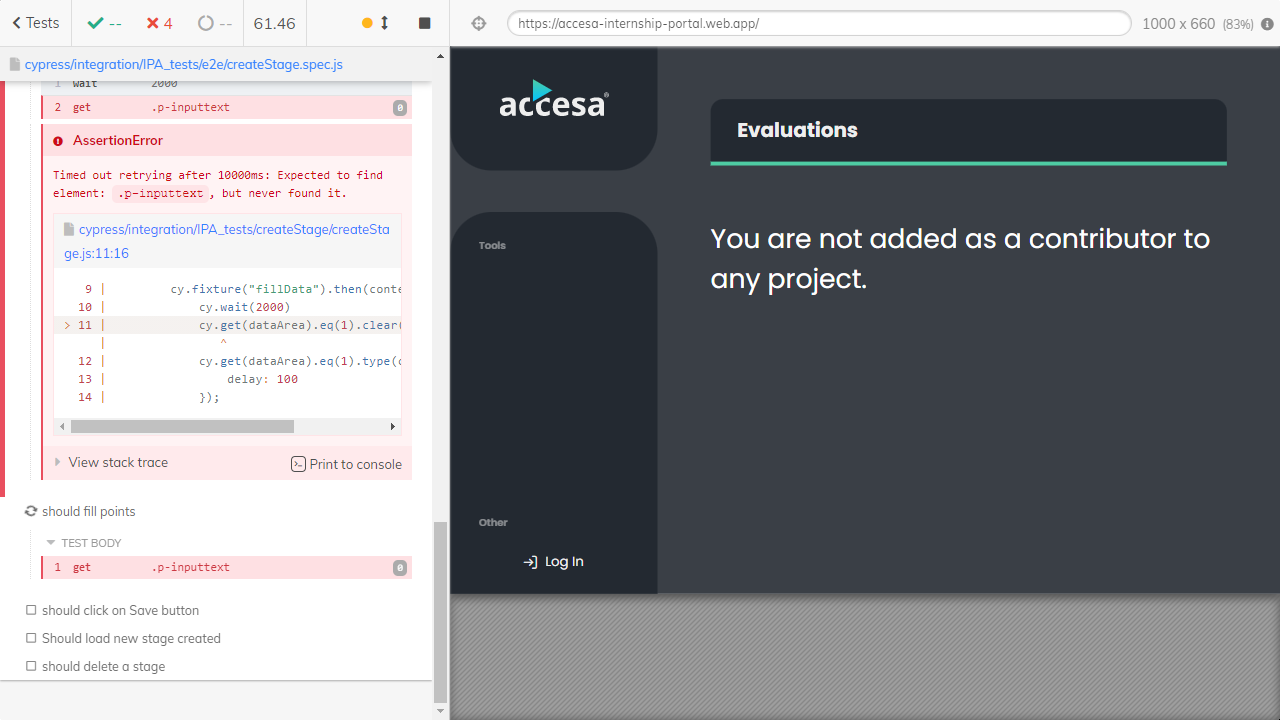 Tests
--
4
--
61.46
https://accesa-internship-portal.web.app/
1000 x 660 (83%)
cypress/integration/IPA_tests/e2e/createStage.spec.js
1 wait 2000
2 get .p-inputtext 0
AssertionError
Timed out retrying after 10000ms: Expected to find
element: .p-inputtext, but never found it.
cypress/integration/IPA_tests/createStage/createSta
ge.js:11:16
9 | cy.fixture("fillData").then(conte
10 | cy.wait(2000)
> 11 | cy.get(dataArea).eq(1).clear(
| ^
12 | cy.get(dataArea).eq(1).type(c
13 | delay: 100
14 | });
View stack trace
Print to console
should fill points
TEST BODY
1 get .p-inputtext 0
should click on Save button
Should load new stage created
should delete a stage
accesa®
Tools
Other
Log In
Evaluations
You are not added as a contributor to
any project.